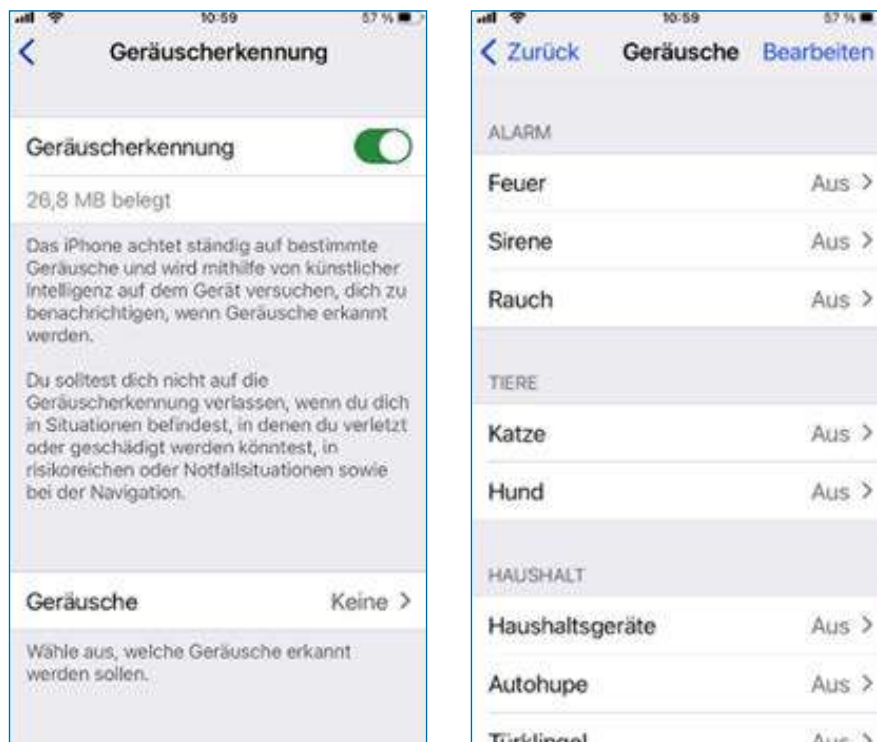 10:59
57 %
Geräuscherkennung
Geräuscherkennung
26,8 MB belegt
Das iPhone achtet ständig auf bestimmte
Geräusche und wird mithilfe von künstlicher
Intelligenz auf dem Gerät versuchen, dich zu
benachrichtigen, wenn Geräusche erkannt
werden.
Du solltest dich nicht auf die
Geräuscherkennung verlassen, wenn du dich
in Situationen befindest, in denen du verletzt
oder geschädigt werden könntest, in
risikoreichen oder Notfallsituationen sowie
bei der Navigation.
Geräusche Keine
Wähle aus, welche Geräusche erkannt
werden sollen.
10:59
57 %
Zurück Geräusche Bearbeiten
ALARM
Feuer Aus
Sirene Aus
Rauch Aus
TIERE
Katze Aus
Hund Aus
HAUSHALT
Haushaltsgeräte Aus
Autohupe Aus
Türklingel Aus